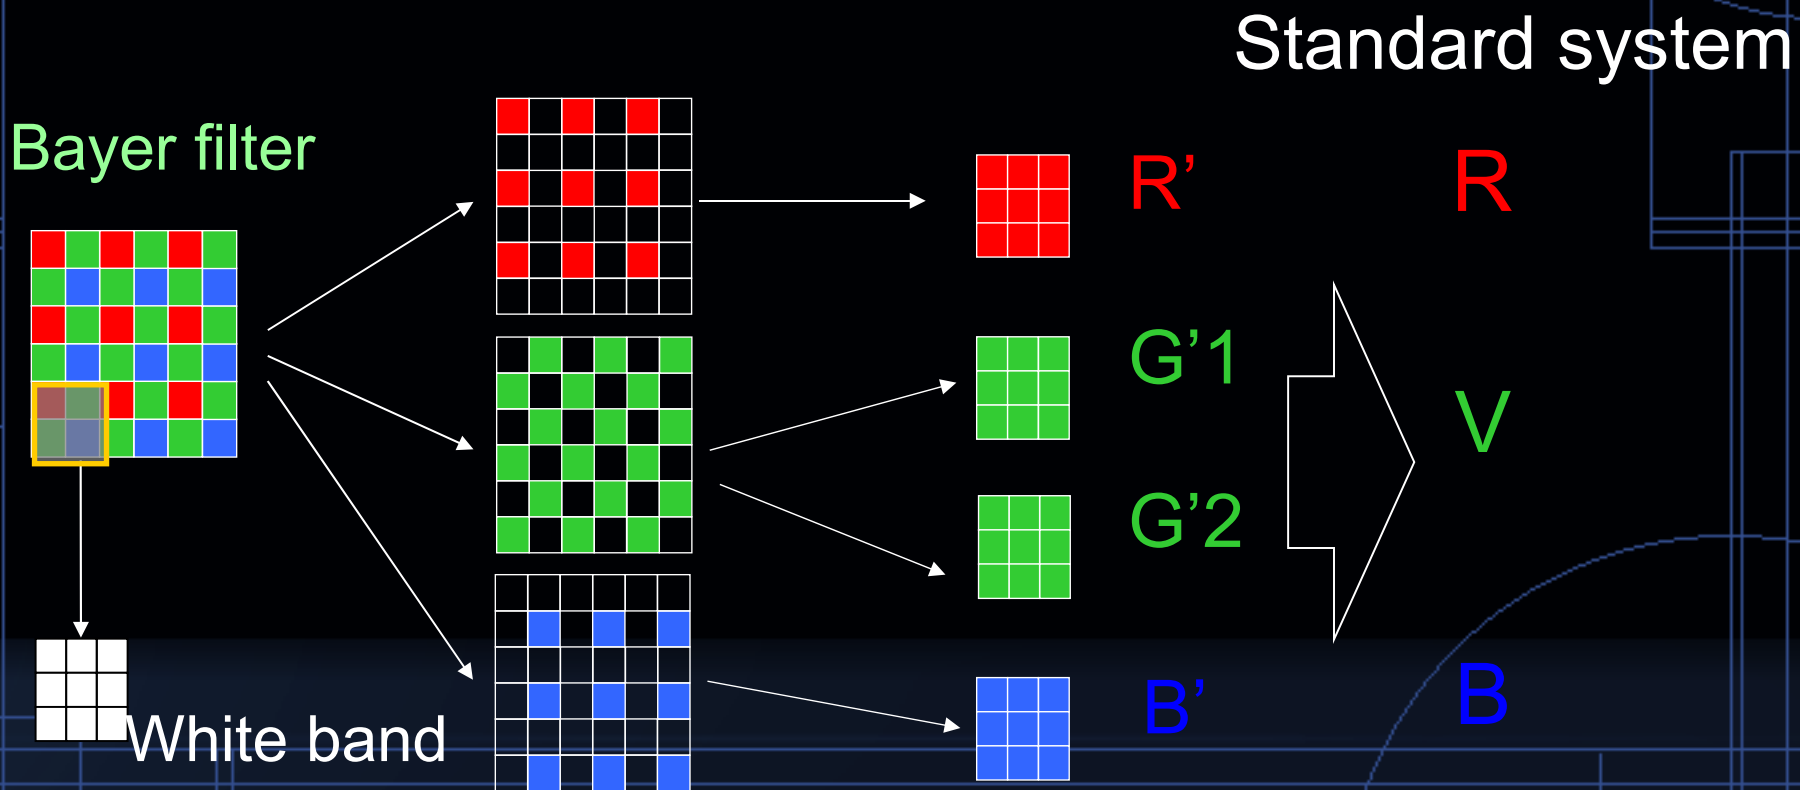 Standard system
Bayer filter
R’
R
G’1
V
G’2
B’
B
White band